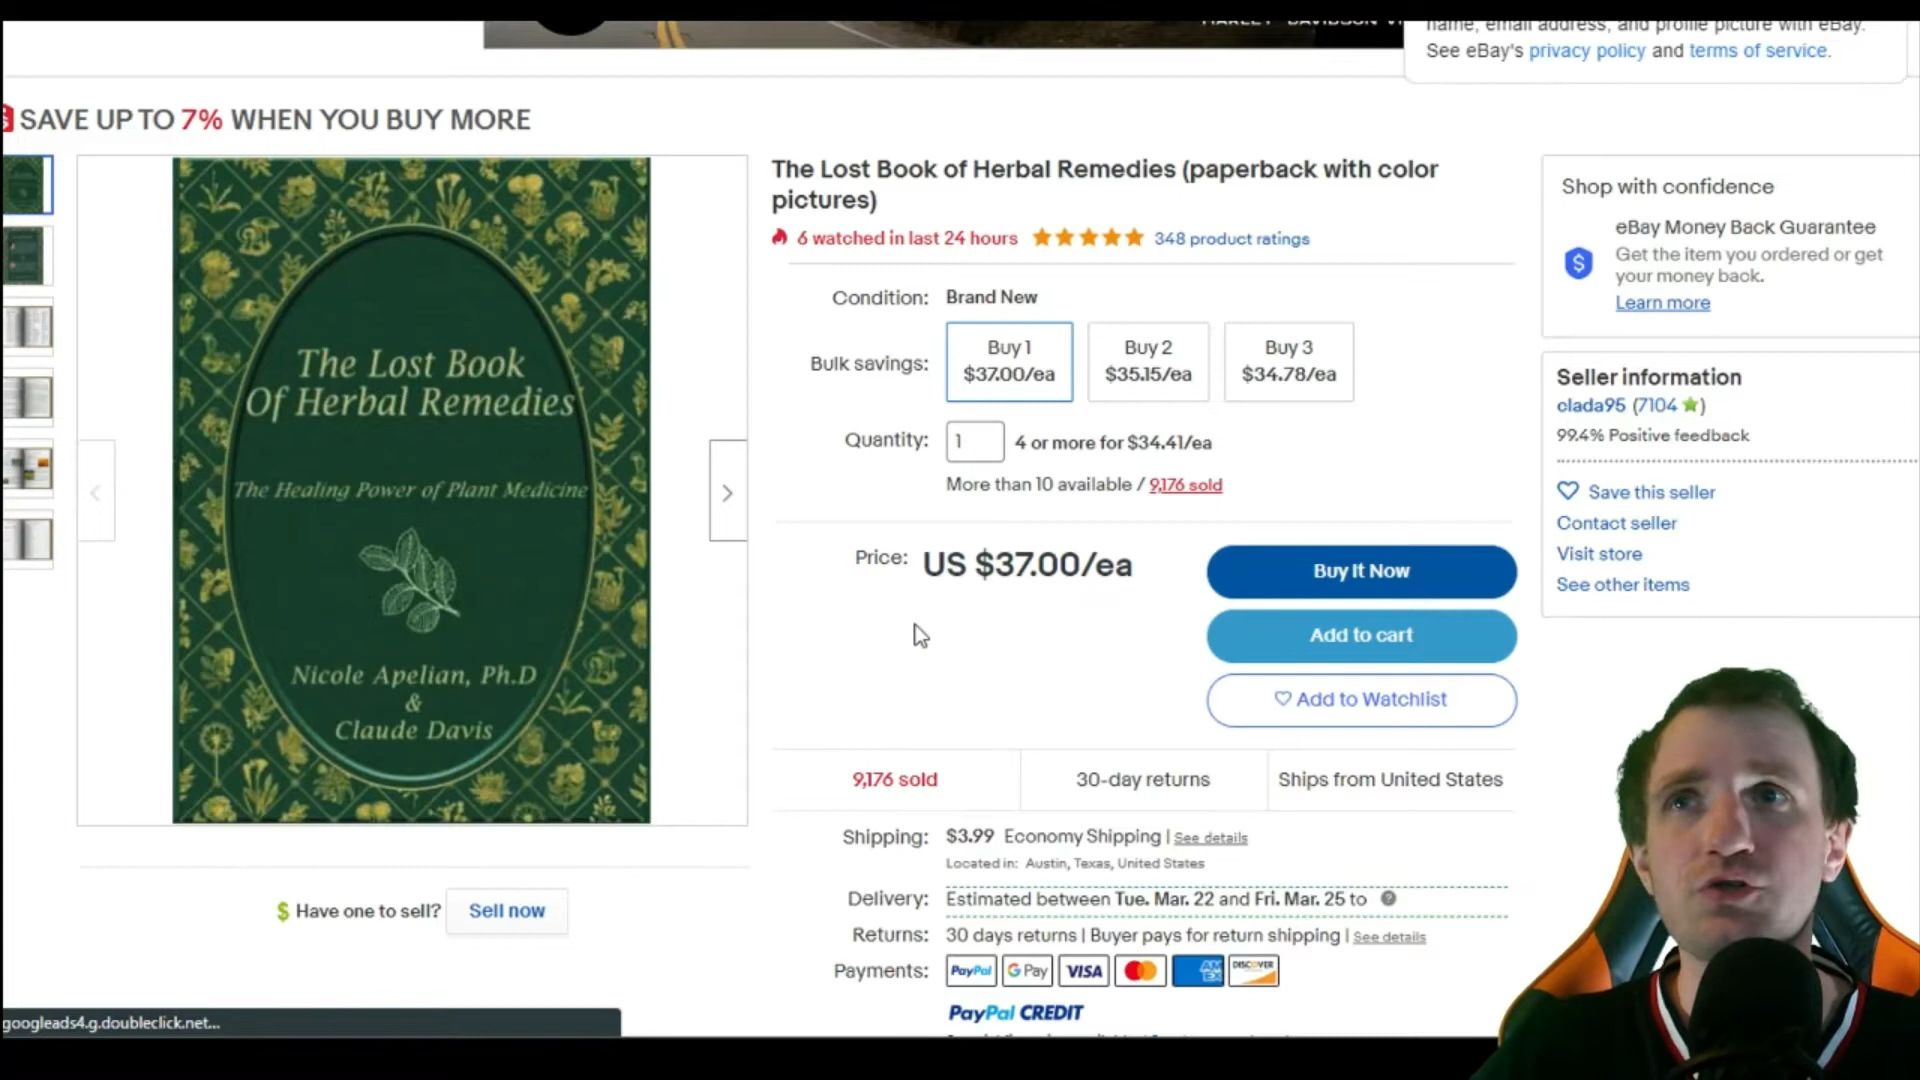 name, email address, and profile picture with eBay.
See eBay's privacy policy and terms of service.
SAVE UP TO 7% WHEN YOU BUY MORE
The Lost Book
Of Herbal Remedies
The Healing Power of Plant Medicine
Nicole Apelian, Ph.D
&
Claude Davis
$ Have one to sell? Sell now
googleads4.g.doubleclick.net...
The Lost Book of Herbal Remedies (paperback with color
pictures)
6 watched in last 24 hours 348 product ratings
Condition: Brand New
Bulk savings:
Buy 1
$37.00/ea
Buy 2
$35.15/ea
Buy 3
$34.78/ea
Quantity: 1 4 or more for $34.41/ea
More than 10 available / 9,176 sold
Price: US $37.00/ea
Buy It Now
Add to cart
Add to Watchlist
9,176 sold 30-day returns Ships from United States
Shipping: $3.99 Economy Shipping | See details
Located in: Austin, Texas, United States
Delivery: Estimated between Tue. Mar. 22 and Fri. Mar. 25 to
Returns: 30 days returns | Buyer pays for return shipping | See details
Payments: PayPal G Pay VISA AMEX DISCOVER
PayPal CREDIT
Shop with confidence
eBay Money Back Guarantee
Get the item you ordered or get
your money back.
Learn more
Seller information
clada95 (7104)
99.4% Positive feedback
Save this seller
Contact seller
Visit store
See other items